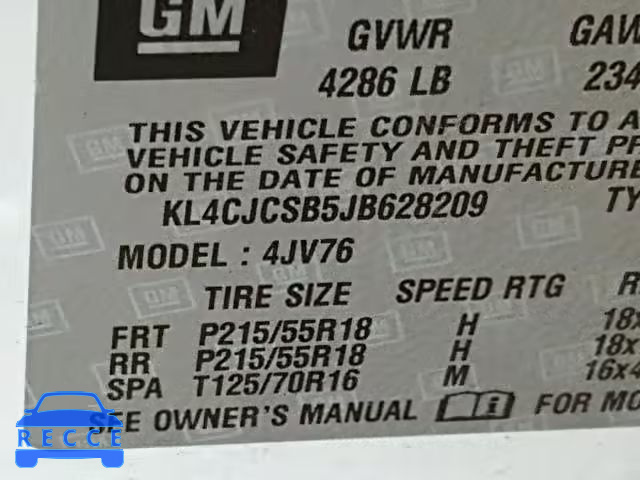 GM
GVWR GAW
4286 LB 234
THIS VEHICLE CONFORMS TO A
VEHICLE SAFETY AND THEFT PR
ON THE DATE OF MANUFACTURE
KL4CJCSB5JB628209 TY
MODEL : 4JV76
TIRE SIZE SPEED RTG R
FRT P215/55R18 H 18x
RR P215/55R18 H 18x
SPA T125/70R16 M 16x4
SEE OWNER'S MANUAL FOR MO
RECCE